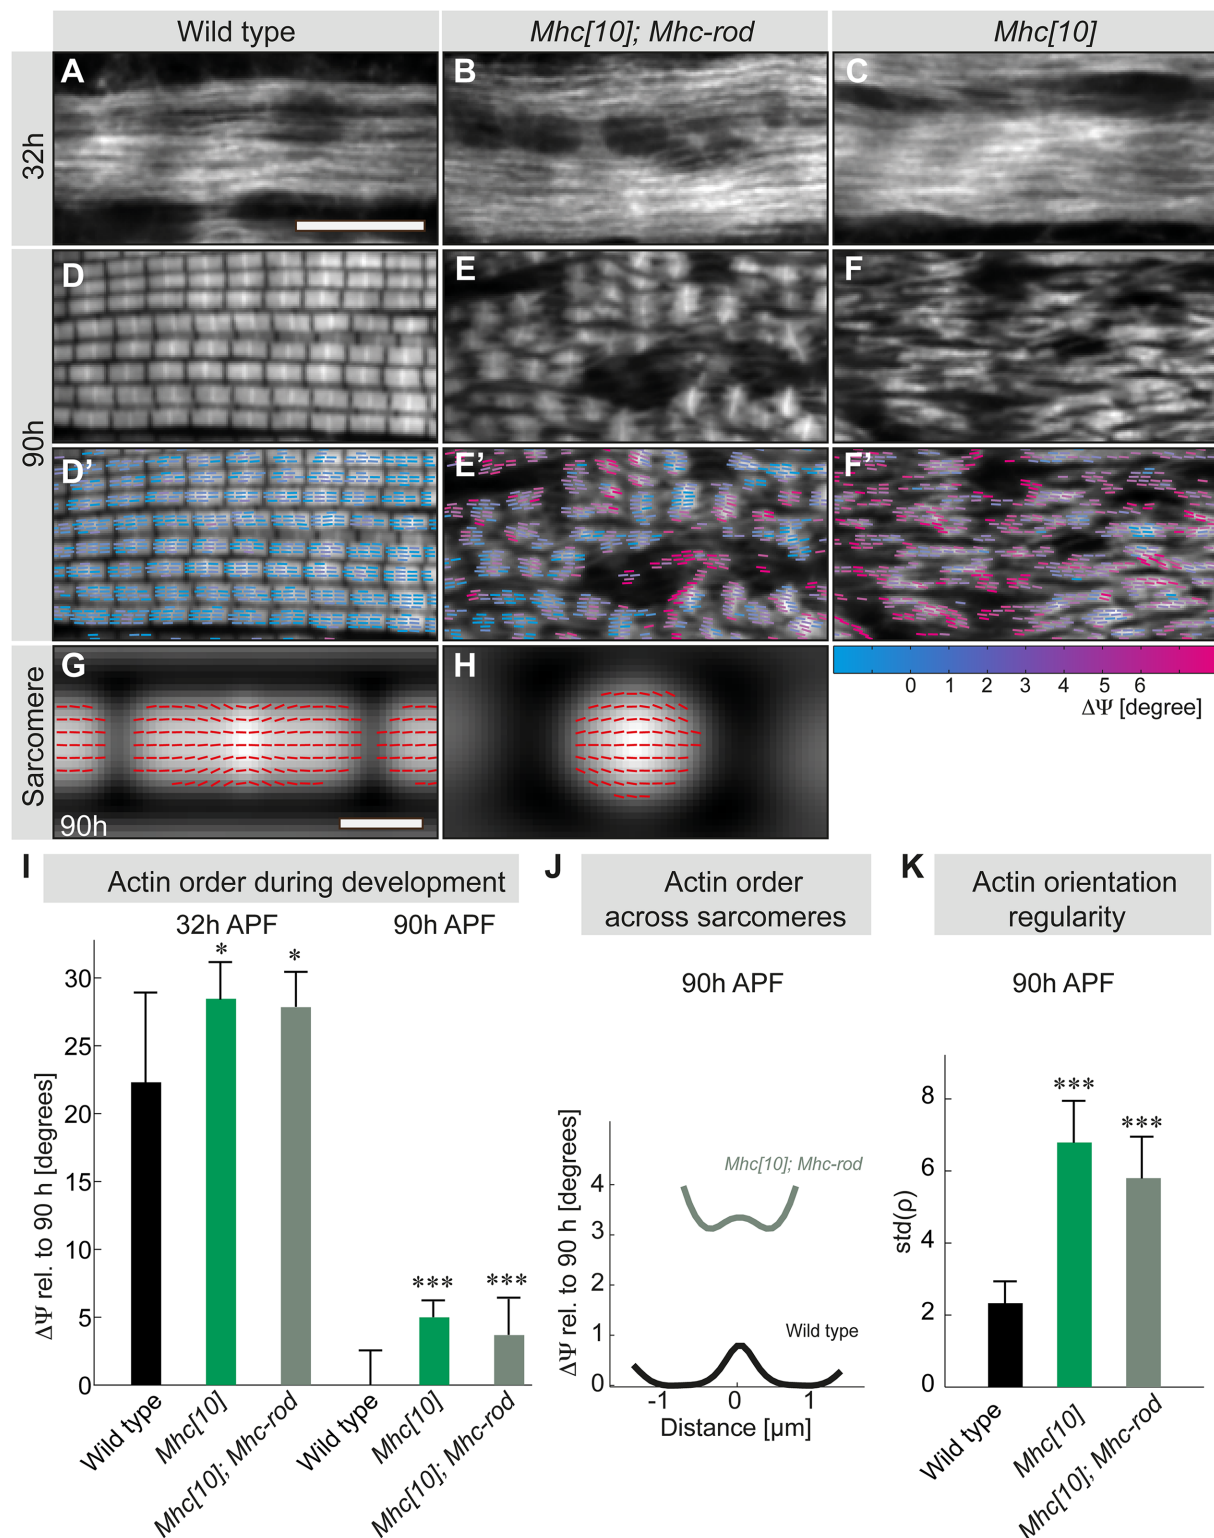 Wild type
Mhc[10]; Mhc-rod
Mhc[10]
32h
A
B
C
90h
D
E
F
D’
E’
F’
Sarcomere
G
90h
H
0 1 2 3 4 5 6
ΔΨ [degree]
I
Actin order during development
32h APF
90h APF
ΔΨ rel. to 90 h [degrees]
30
25
20
15
10
5
0
*
*
***
***
Wild type
Mhc[10]
Mhc[10]; Mhc-rod
Wild type
Mhc[10]
Mhc[10]; Mhc-rod
J
Actin order
across sarcomeres
90h APF
ΔΨ rel. to 90 h [degrees]
4
3
2
1
0
Mhc[10]; Mhc-rod
Wild type
-1 0 1
Distance [μm]
K
Actin orientation
regularity
90h APF
std(ρ)
8
6
4
2
0
***
***
Wild type
Mhc[10]
Mhc[10]; Mhc-rod